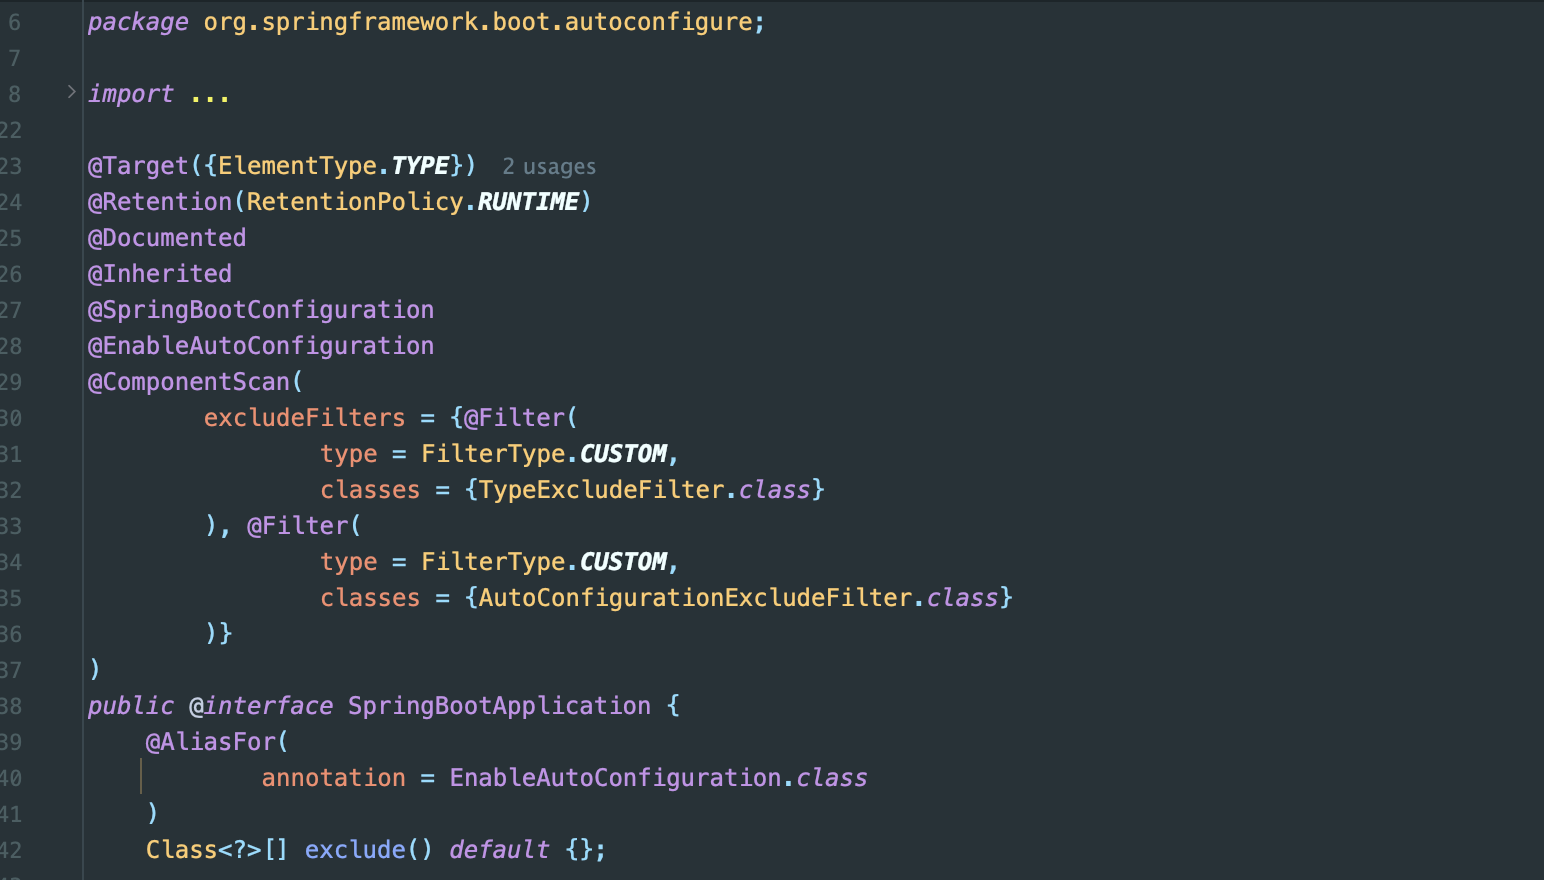 6 package org.springframework.boot.autoconfigure;
7
8 import ...
22
23 @Target({ElementType.TYPE}) 2 usages
24 @Retention(RetentionPolicy.RUNTIME)
25 @Documented
26 @Inherited
27 @SpringBootConfiguration
28 @EnableAutoConfiguration
29 @ComponentScan(
30 excludeFilters = {@Filter(
31 type = FilterType.CUSTOM,
32 classes = {TypeExcludeFilter.class}
33 ), @Filter(
34 type = FilterType.CUSTOM,
35 classes = {AutoConfigurationExcludeFilter.class}
36 )}
37 )
38 public @interface SpringBootApplication {
39 @AliasFor(
40 annotation = EnableAutoConfiguration.class
41 )
42 Class<?>[] exclude() default {};